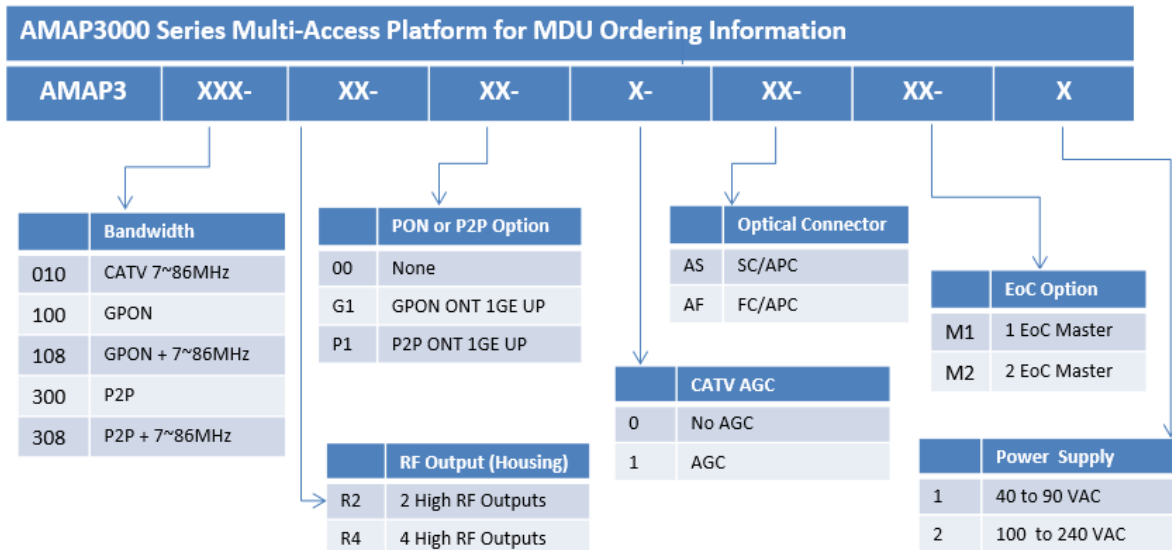 AMAP3000 Series Multi-Access Platform for MDU Ordering Information
AMAP3 XXX- XX- XX- X- XX- XX- X
Bandwidth
010 CATV 7~86MHz
100 GPON
108 GPON + 7~86MHz
300 P2P
308 P2P + 7~86MHz
RF Output (Housing)
R2 2 High RF Outputs
R4 4 High RF Outputs
PON or P2P Option
00 None
G1 GPON ONT 1GE UP
P1 P2P ONT 1GE UP
CATV AGC
0 No AGC
1 AGC
Optical Connector
AS SC/APC
AF FC/APC
EoC Option
M1 1 EoC Master
M2 2 EoC Master
Power Supply
1 40 to 90 VAC
2 100 to 240 VAC